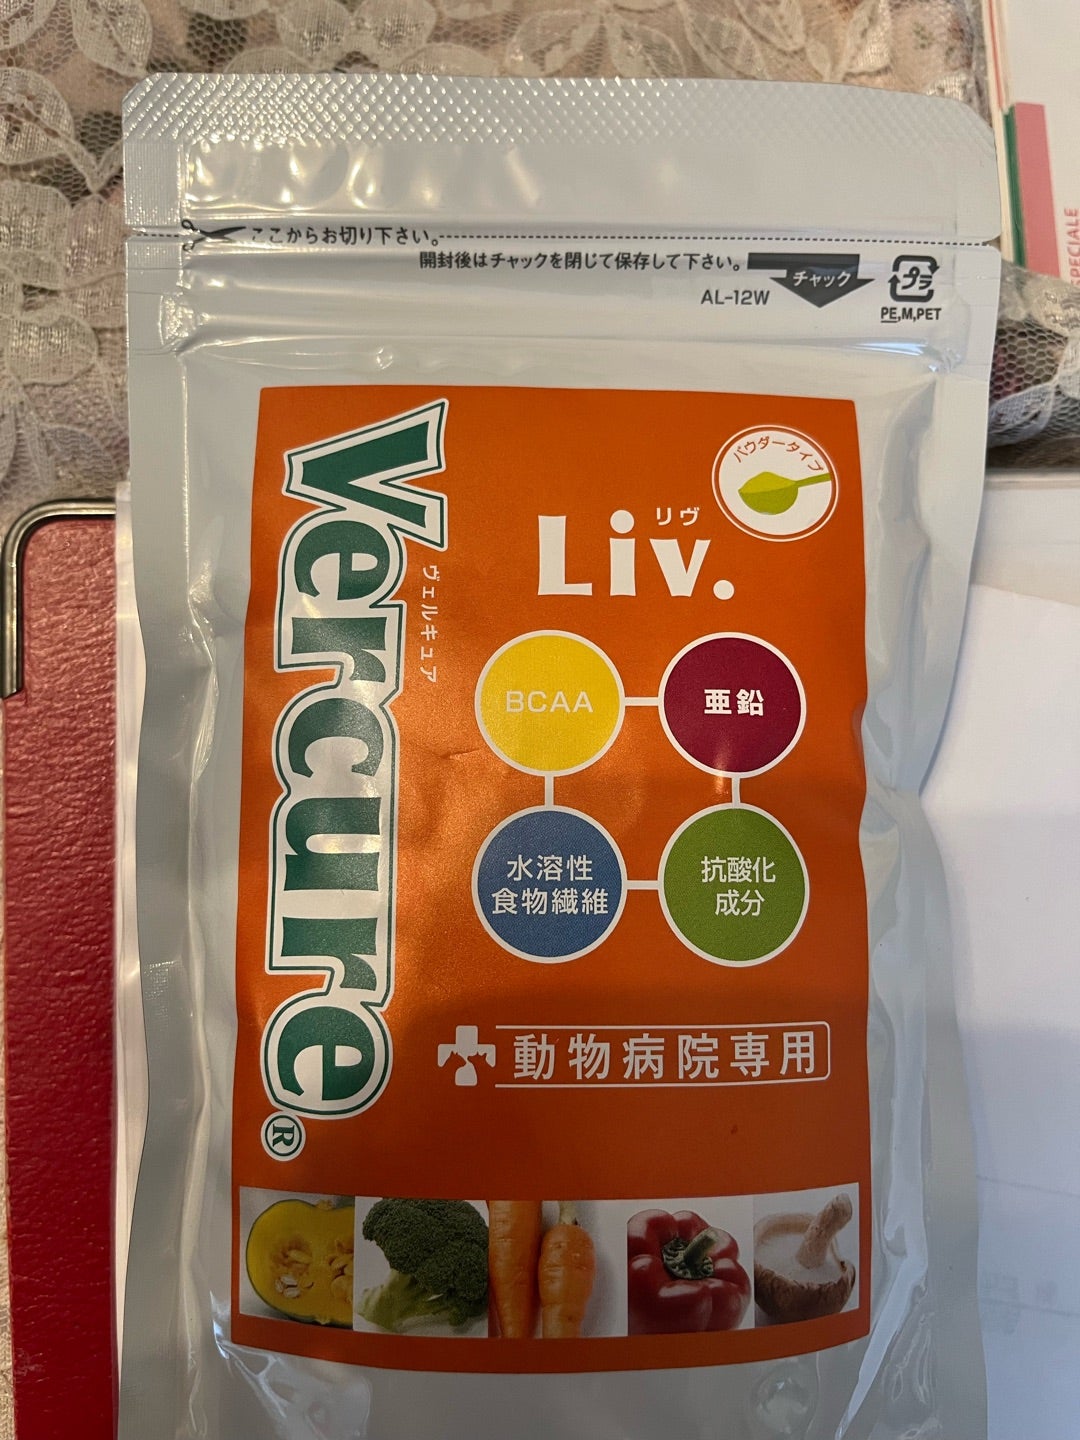 ここからお切り下さい。
開封後はチャックを閉じて保存して下さい。
チャック
プラ
AL-12W
PE,M,PET
パウダータイプ
リヴ
Liv.
Vercure®
ヴェルキュア
BCAA
亜鉛
水溶性
食物繊維
抗酸化
成分
動物病院専用
SPECIALE